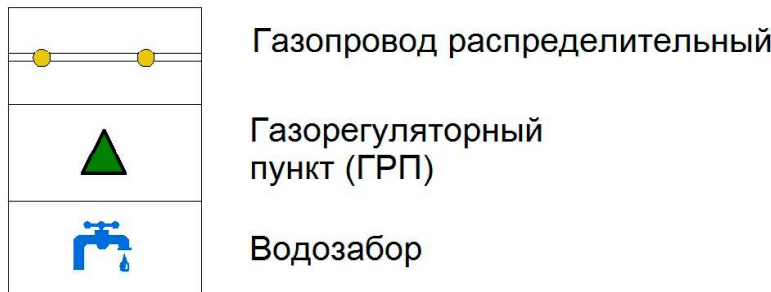 Газопровод распределительный
Газорегуляторный
пункт (ГРП)
Водозабор